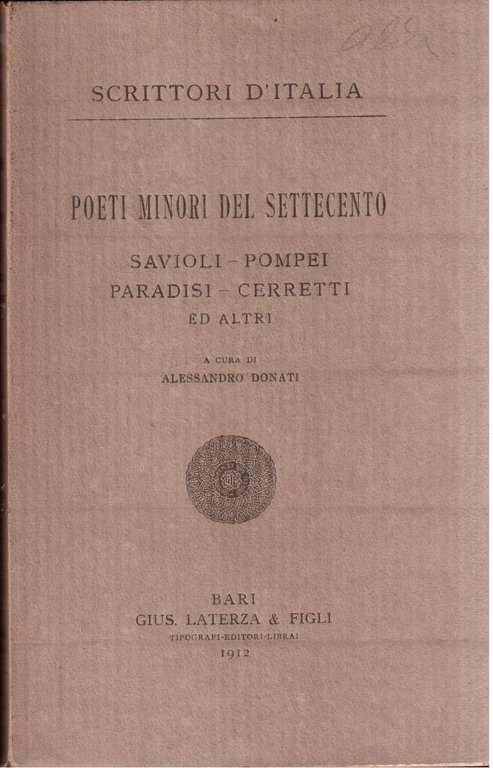 SCRITTORI D'ITALIA
POETI MINORI DEL SETTECENTO
SAVIOLI - POMPEI
PARADISI - CERRETTI
ED ALTRI
A CURA DI
ALESSANDRO DONATI
BARI
GIUS. LATERZA & FIGLI
TIPOGRAFI-EDITORI-LIBRAI
1912